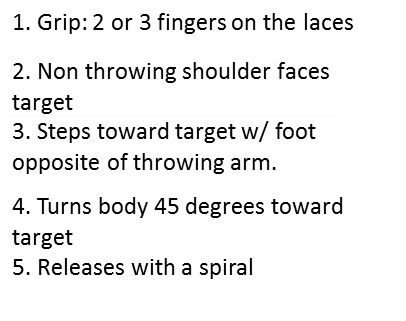 1. Grip: 2 or 3 fingers on the laces
2. Non throwing shoulder faces
target
3. Steps toward target w/ foot
opposite of throwing arm.
4. Turns body 45 degrees toward
target
5. Releases with a spiral